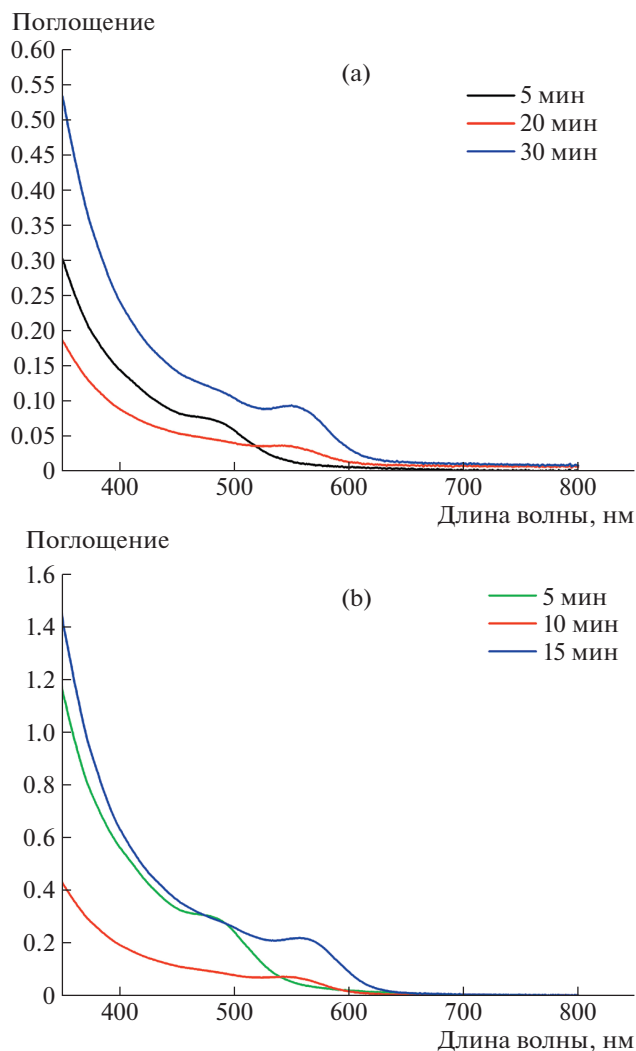 Поглощение
0.60
(a)
0.55
5 мин
0.50
20 мин
0.45
30 мин
0.40
0.35
0.30
0.25
0.20
0.15
0.10
0.05
0
400 500 600 700 800
Длина волны, нм
Поглощение
1.6
(b)
5 мин
1.4
10 мин
1.2
15 мин
1.0
0.8
0.6
0.4
0.2
0
400 500 600 700 800
Длина волны, нм